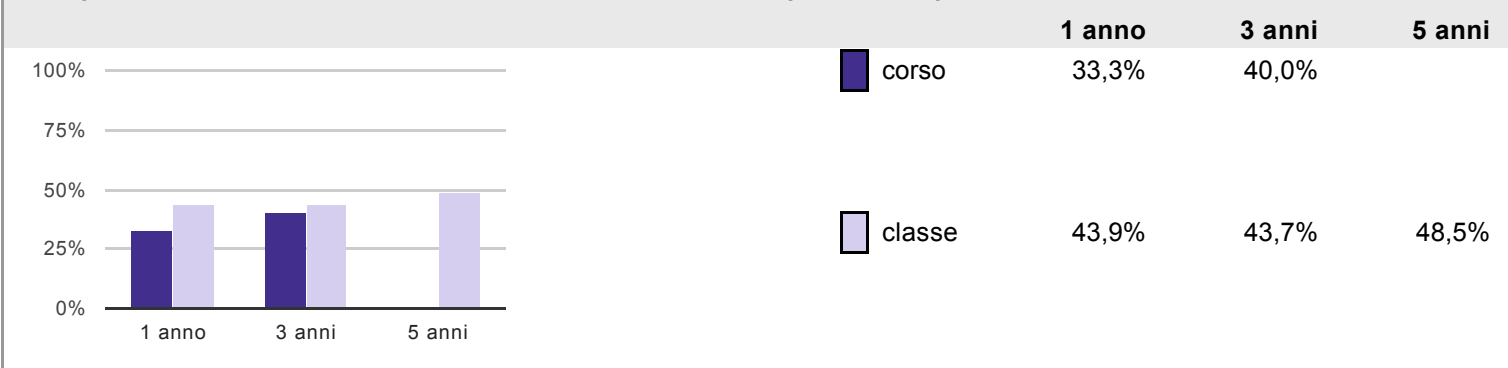 1 anno 3 anni 5 anni
100%
75%
50%
25%
0%
1 anno 3 anni 5 anni
corso 33,3% 40,0%
classe 43,9% 43,7% 48,5%